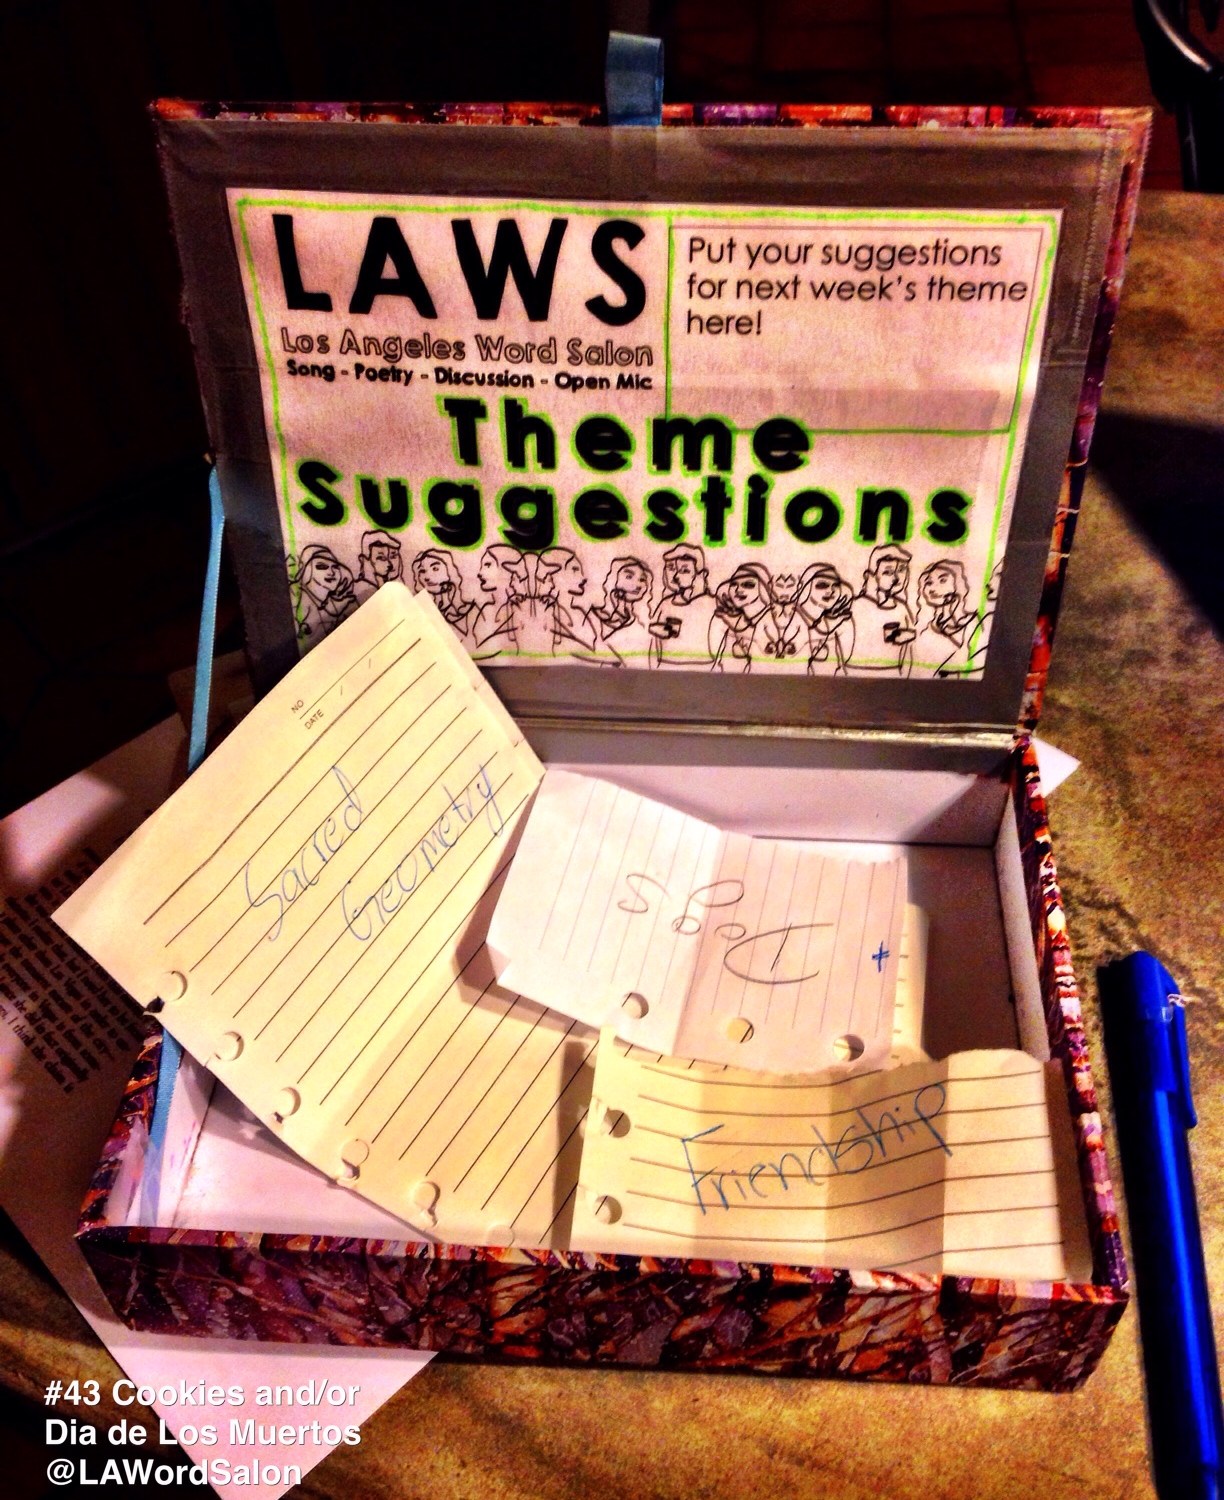 LAWS
Los Angeles Word Salon
Song - Poetry - Discussion - Open Mic
Put your suggestions
for next week's theme
here!
Theme
Suggestions
NO
DATE
Sacred
Geometry
Dogs
Friendship
#43 Cookies and/or
Dia de Los Muertos
@LAWordSalon